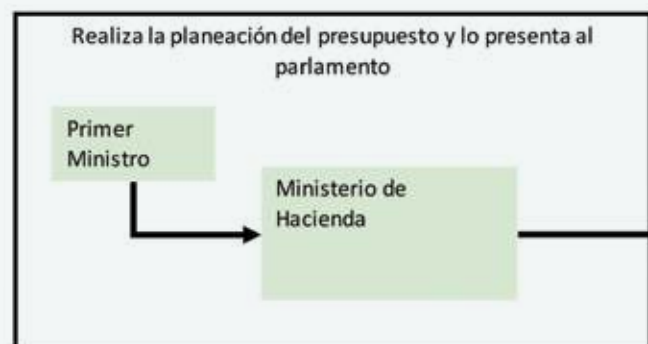 Realiza la planeación del presupuesto y lo presenta al
parlamento
Primer
Ministro
Ministerio de
Hacienda